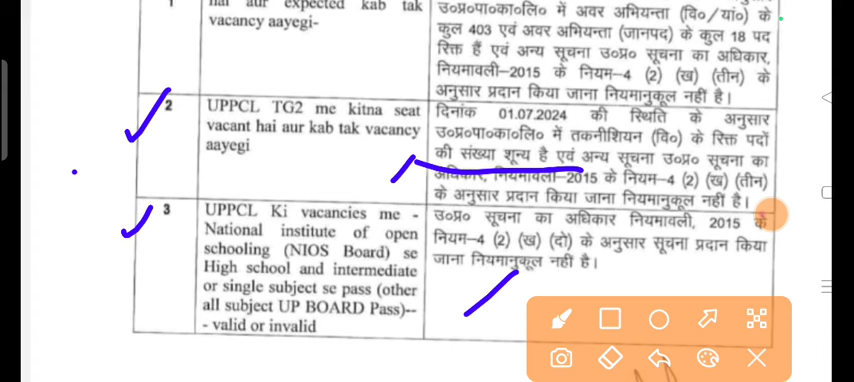 1
hai aur expected kab tak
vacancy aayegi-
उ०प्र०पा०का०लि० में अवर अभियन्ता (वि०/यां०) के
कुल 403 एवं अवर अभियन्ता (जानपद) के कुल 18 पद
रिक्त हैं एवं अन्य सूचना उ०प्र० सूचना का अधिकार,
नियमावली–2015 के नियम–4 (2) (ख) (तीन) के
अनुसार प्रदान किया जाना नियमानुकूल नहीं है।
2
UPPCL TG2 me kitna seat
vacant hai aur kab tak vacancy
aayegi
दिनांक 01.07.2024 की स्थिति के अनुसार
उ०प्र०पा०का०लि० में तकनीशियन (वि०) के रिक्त पदों
की संख्या शून्य है एवं अन्य सूचना उ०प्र० सूचना का
अधिकार, नियमावली–2015 के नियम–4 (2) (ख) (तीन)
के अनुसार प्रदान किया जाना नियमानुकूल नहीं है।
3
UPPCL Ki vacancies me -
National institute of open
schooling (NIOS Board) se
High school and intermediate
or single subject se pass (other
all subject UP BOARD Pass)--
- valid or invalid
उ०प्र० सूचना का अधिकार नियमावली, 2015 के
नियम–4 (2) (ख) (दो) के अनुसार सूचना प्रदान किया
जाना नियमानुकूल नहीं है।